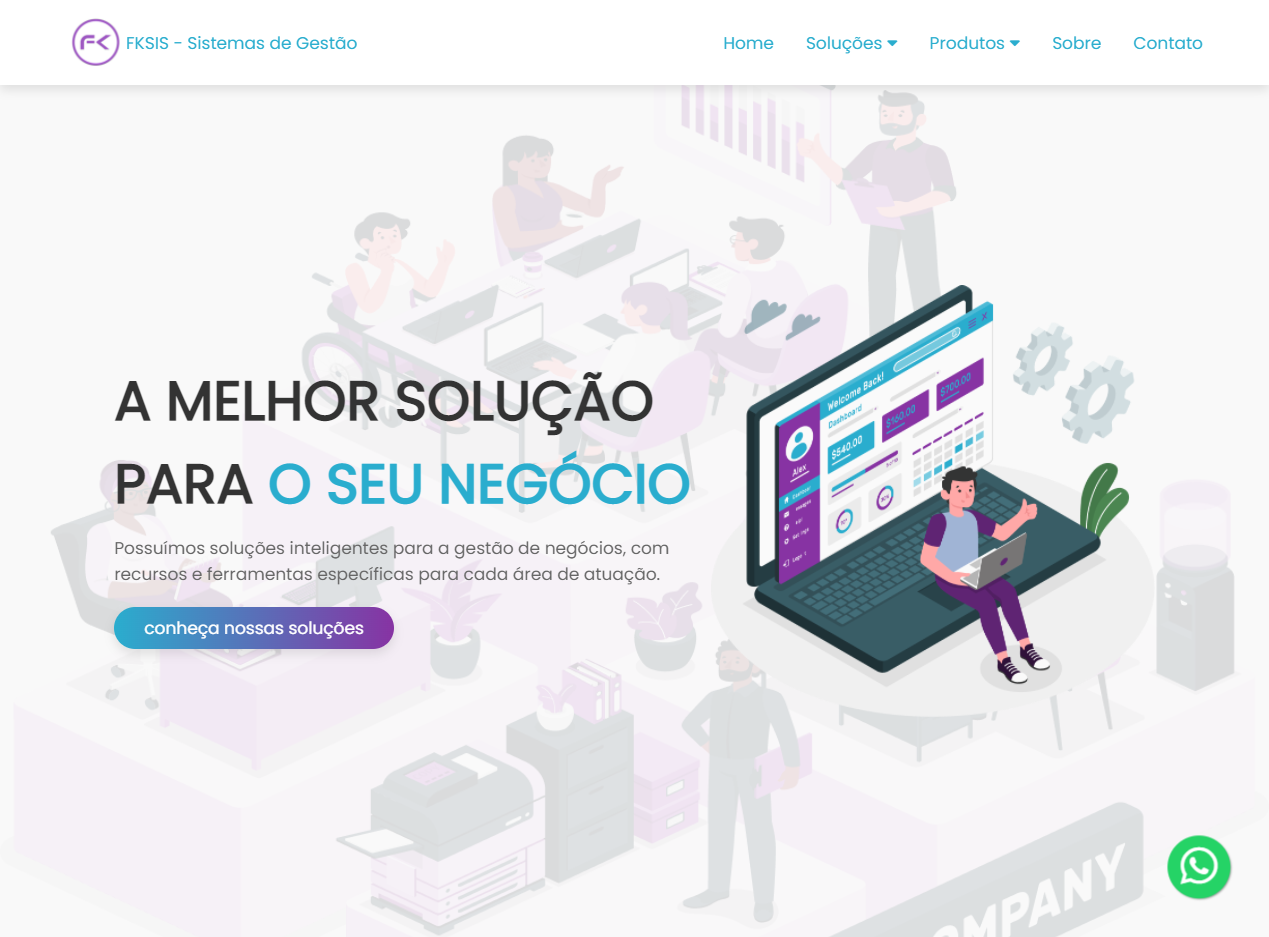 FK FKSIS - Sistemas de Gestão
Home Soluções Produtos Sobre Contato
A MELHOR SOLUÇÃO
PARA O SEU NEGÓCIO
Possuímos soluções inteligentes para a gestão de negócios, com
recursos e ferramentas específicas para cada área de atuação.
conheça nossas soluções
Welcome Back!
Dashboard
$540.00
$160.00
$700.00
Alex
OMPANY